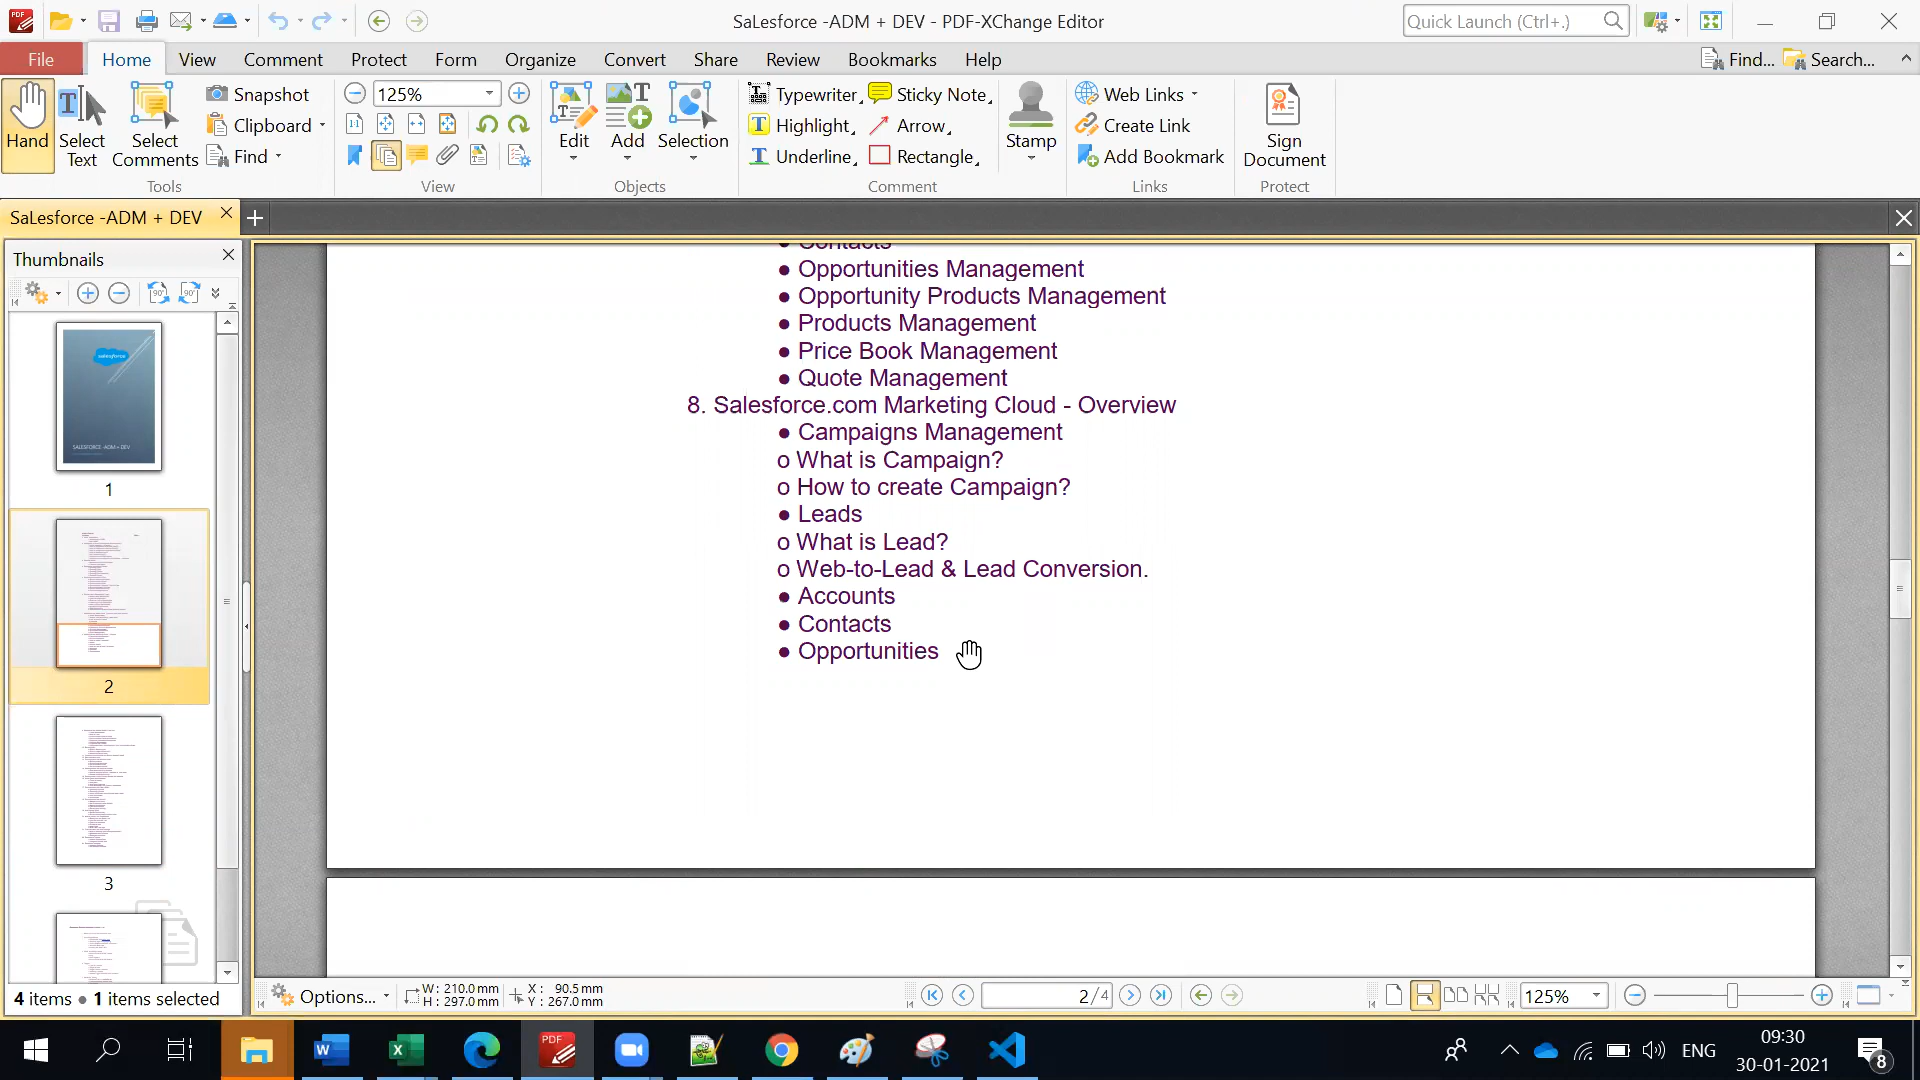 SaLesforce -ADM + DEV - PDF-XChange Editor
Quick Launch (Ctrl+.)
File Home View Comment Protect Form Organize Convert Share Review Bookmarks Help Find... Search...
Hand
Select Text
Select Comments
Snapshot
Clipboard
Find
Tools
125%
View
Edit
Add
Selection
Objects
Typewriter
Highlight
Underline
Sticky Note
Arrow
Rectangle
Stamp
Comment
Web Links
Create Link
Add Bookmark
Links
Sign Document
Protect
SaLesforce -ADM + DEV
Thumbnails
1
2
3
4 items • 1 items selected
Contacts
● Opportunities Management
● Opportunity Products Management
● Products Management
● Price Book Management
● Quote Management
8. Salesforce.com Marketing Cloud - Overview
● Campaigns Management
o What is Campaign?
o How to create Campaign?
● Leads
o What is Lead?
o Web-to-Lead & Lead Conversion.
● Accounts
● Contacts
● Opportunities
Options...
W: 210.0 mm
H: 297.0 mm
X: 90.5 mm
Y: 267.0 mm
2 / 4
125%
ENG
09:30
30-01-2021
8